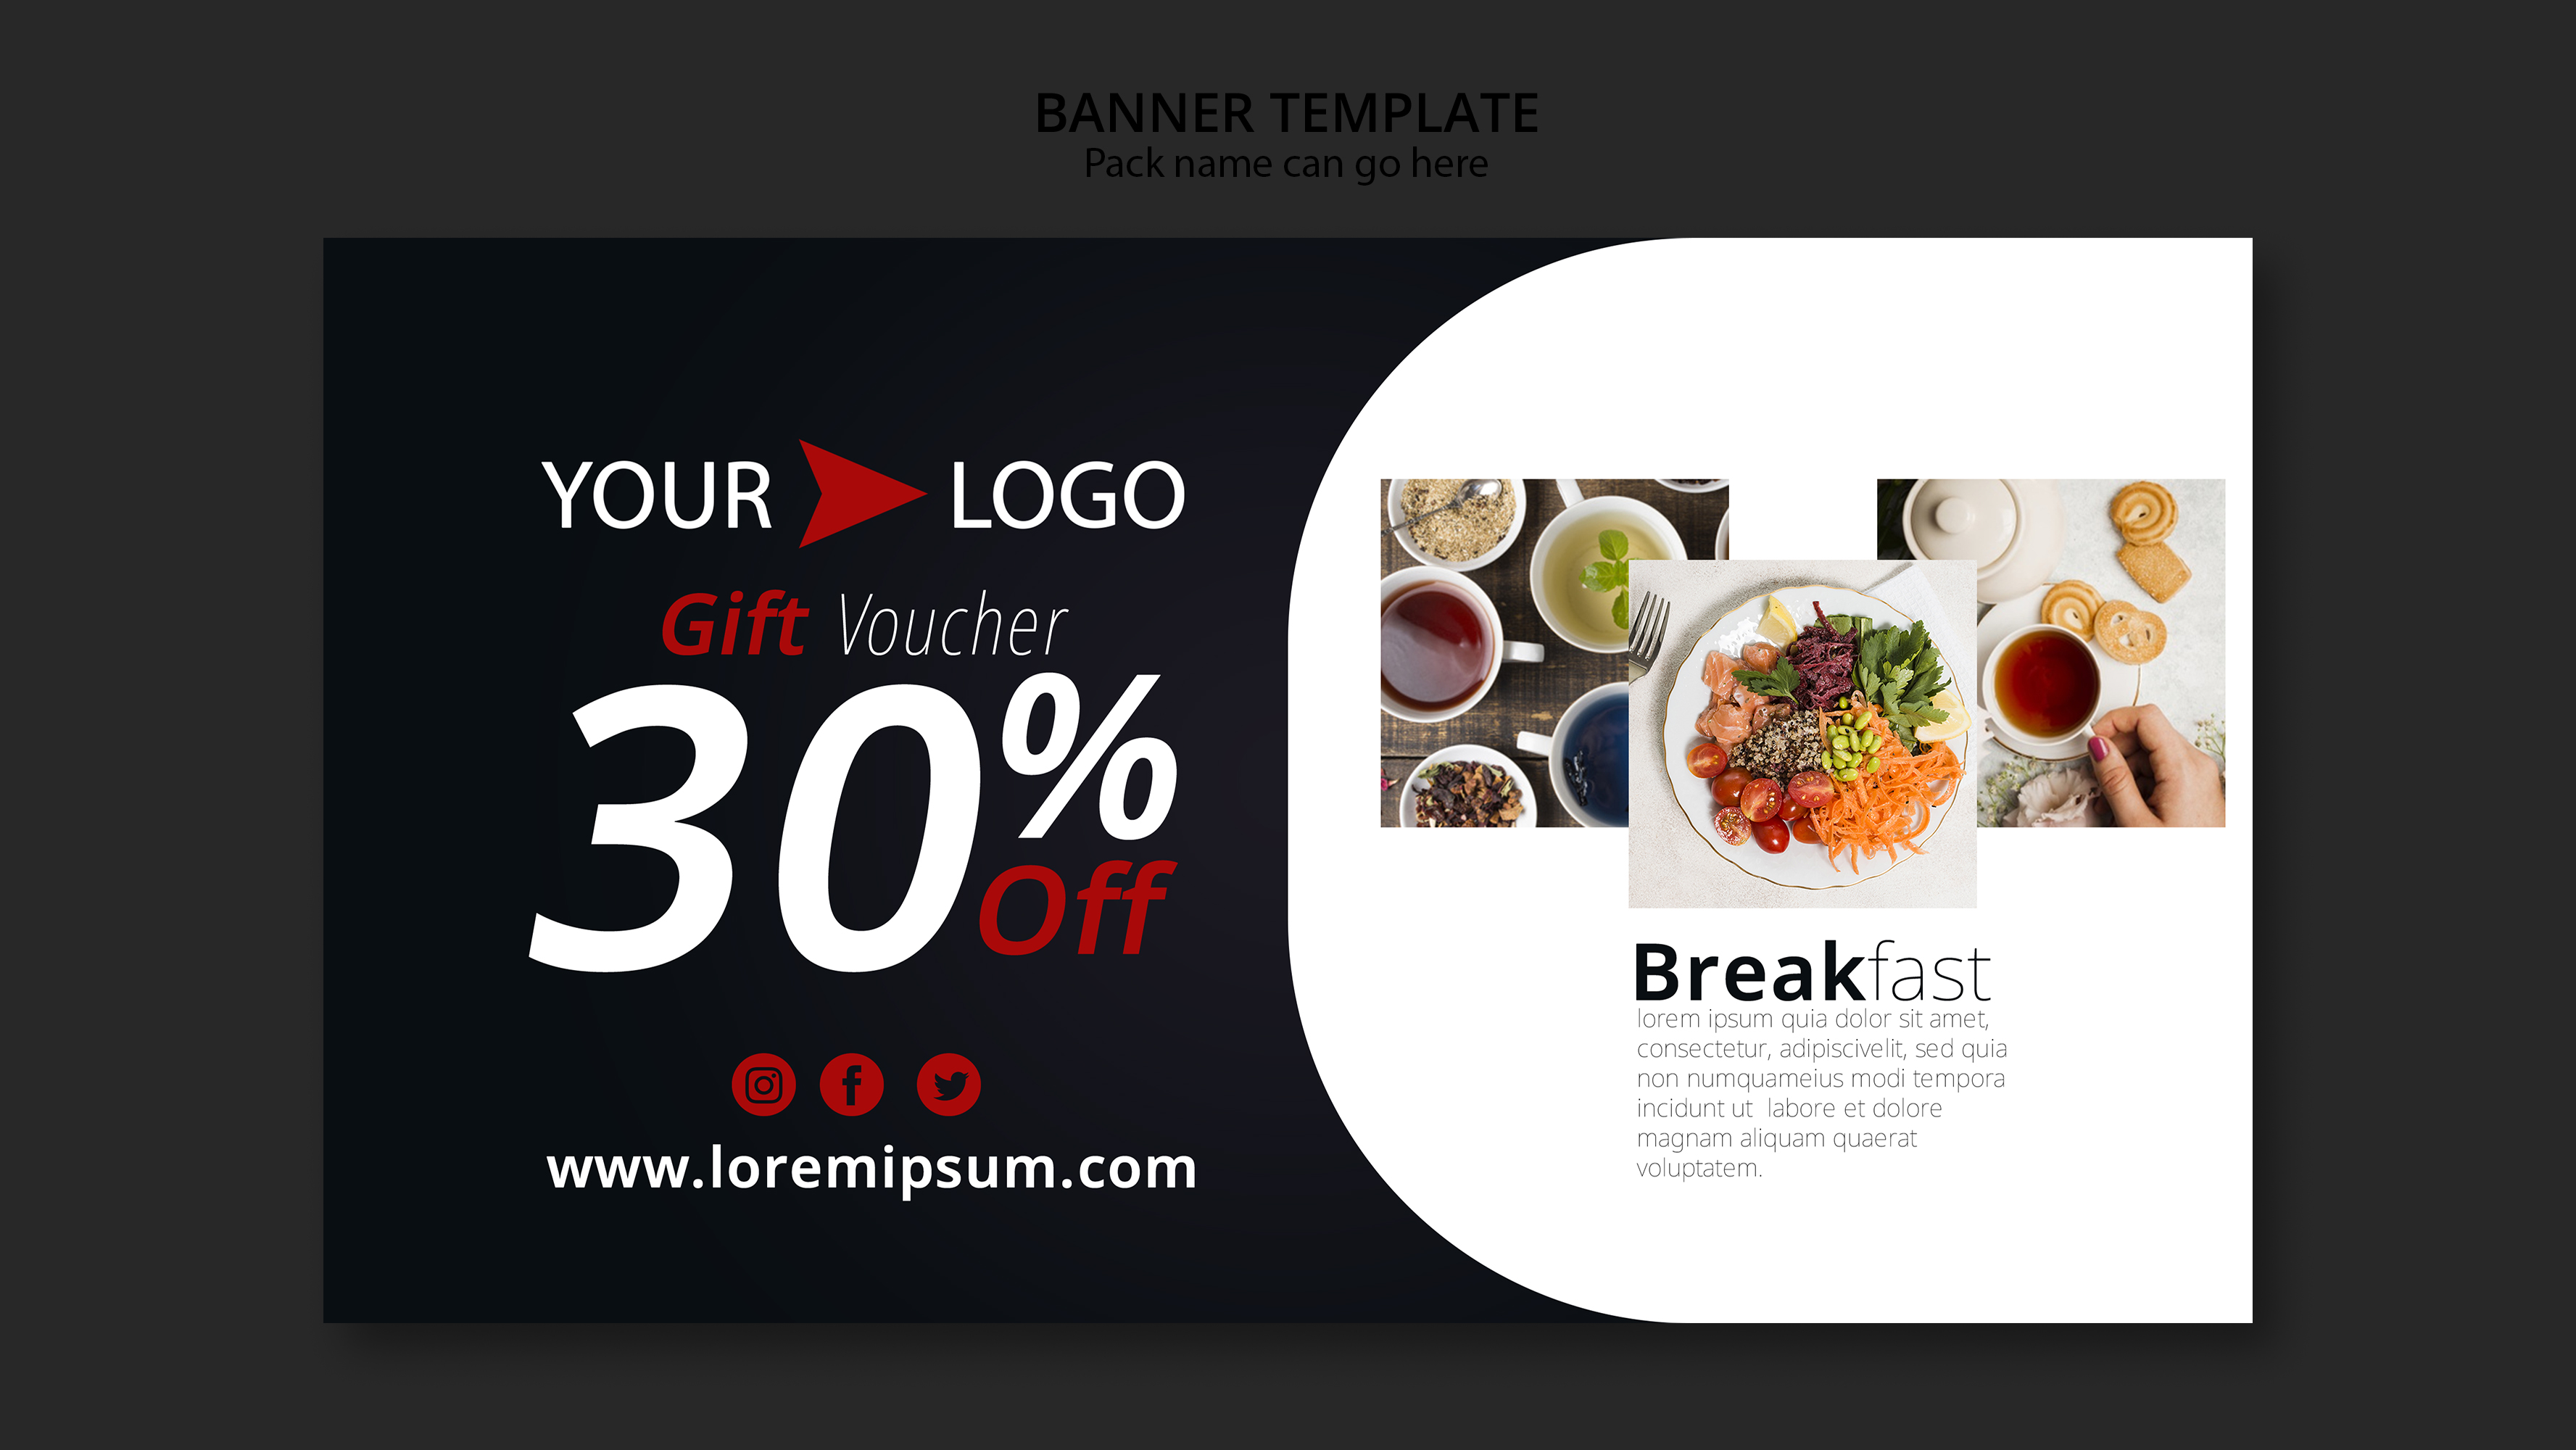 BANNER TEMPLATE
Pack name can go here
YOUR LOGO
Gift Voucher
30%
Off
www.loremipsum.com
Breakfast
lorem ipsum quia dolor sit amet,
consectetur, adipiscivelit, sed quia
non numquameius modi tempora
incidunt ut  labore et dolore
magnam aliquam quaerat
voluptatem.